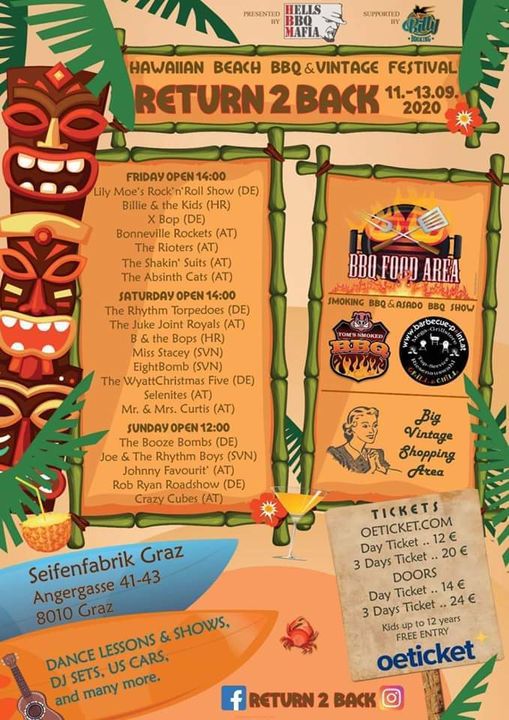 PRESENTED
BY
HELLS
BBQ
MAFIA
SUPPORTED
BY
Billy
BOOKING
HAWAIIAN BEACH BBQ & VINTAGE FESTIVAL
RETURN 2 BACK
11.-13.09.
2020
FRIDAY OPEN 14:00
Lily Moe's Rock'n'Roll Show (DE)
Billie & the Kids (HR)
X Bop (DE)
Bonneville Rockets (AT)
The Rioters (AT)
The Shakin' Suits (AT)
The Absinth Cats (AT)
SATURDAY OPEN 14:00
The Rhythm Torpedoes (DE)
The Juke Joint Royals (AT)
B & the Bops (HR)
Miss Stacey (SVN)
EightBomb (SVN)
The WyattChristmas Five (DE)
Selenites (AT)
Mr. & Mrs. Curtis (AT)
SUNDAY OPEN 12:00
The Booze Bombs (DE)
Joe & The Rhythm Boys (SVN)
Johnny Favourit' (AT)
Rob Ryan Roadshow (DE)
Crazy Cubes (AT)
BBQ FOOD AREA
SMOKING BBQ & ASADO BBQ SHOW
TOM'S SMOKED
BBQ
Big
Vintage
Shopping
Area
TICKETS
OETICKET.COM
Day Ticket .. 12 €
3 Days Ticket .. 20 €
DOORS
Day Ticket .. 14 €
3 Days Ticket .. 24 €
Kids up to 12 years
FREE ENTRY
oeticket
Seifenfabrik Graz
Angergasse 41-43
8010 Graz
DANCE LESSONS & SHOWS,
DJ SETS, US CARS,
and many more.
RETURN 2 BACK